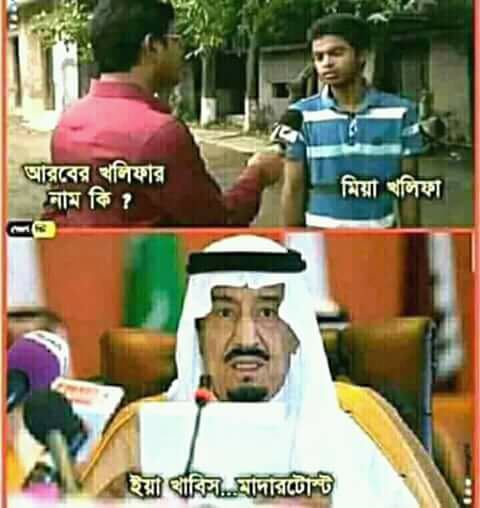 আরবের খলিফার
নাম কি ?
মিয়া খলিফা
ইয়া খাবিস...মাদারটোস্ট